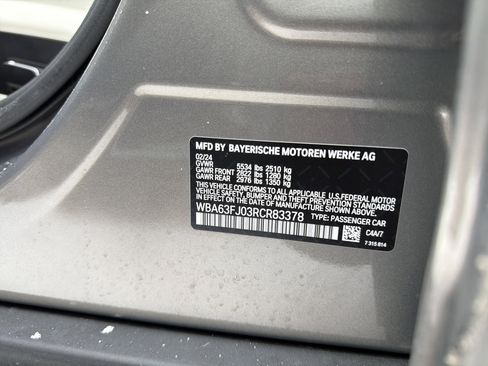 MFD BY BAYERISCHE MOTOREN WERKE AG
02/24
GVWR 5534 lbs 2510 kg
GAWR FRONT 2822 lbs 1280 kg
GAWR REAR 2976 lbs 1350 kg
THIS VEHICLE CONFORMS TO ALL APPLICABLE U.S. FEDERAL MOTOR
VEHICLE SAFETY, BUMPER AND THEFT PREVENTION STANDARDS
IN EFFECT ON THE DATE OF MANUFACTURE SHOWN ABOVE
WBA63FJ03RCR83378 TYPE: PASSENGER CAR
C4A/7
7 315 814